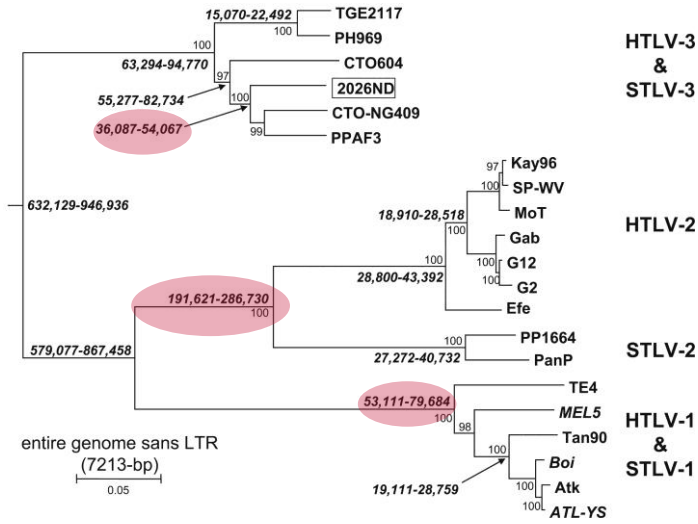 15,070-22,492
TGE2117
100
PH969
HTLV-3
&
STLV-3
100
63,294-94,770
CTO604
97
55,277-82,734
2026ND
100
36,087-54,067
CTO-NG409
99
PPAF3
632,129-946,936
97
Kay96
100
SP-WV
18,910-28,518
MoT
100
HTLV-2
Gab
100
G12
100
G2
100
28,800-43,392
Efe
191,621-286,730
100
PP1664
100
27,272-40,732
PanP
STLV-2
579,077-867,458
TE4
53,111-79,684
100
MEL5
98
Tan90
100
HTLV-1
&
STLV-1
Boi
100
19,111-28,759
Atk
100
ATL-YS
entire genome sans LTR
(7213-bp)
0.05